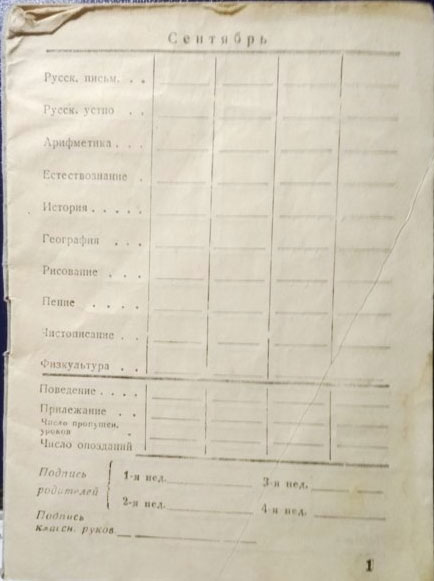 Сентябрь
Русск. письм. . .
Русск. устно . .
Арифметика . . .
Естествознание .
История . . . . .
География . . .
Рисование . . .
Пение . . . .
Чистописание . .
Физкультура . .
Поведение . . . .
Прилежание . .
Число пропущен.
уроков .
Число опозданий
Подпись родителей
1-я нед. 3-я нед.
2-я нед. 4-я нед.
Подпись
классн. руков.
1